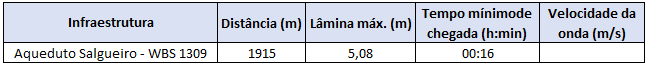 Infraestrutura Distância (m) Lâmina máx. (m) Tempo mínimode chegada (h:min) Velocidade da onda (m/s)
Aqueduto Salgueiro - WBS 1309 1915 5,08 00:16